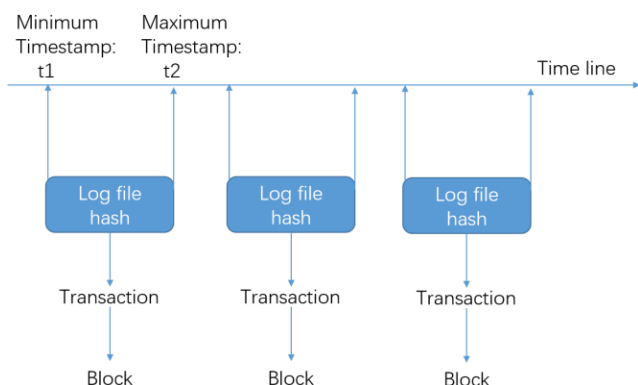 Minimum
Timestamp:
t1
Maximum
Timestamp:
t2
Time line
Log file
hash
Log file
hash
Log file
hash
Transaction
Transaction
Transaction
Block
Block
Block